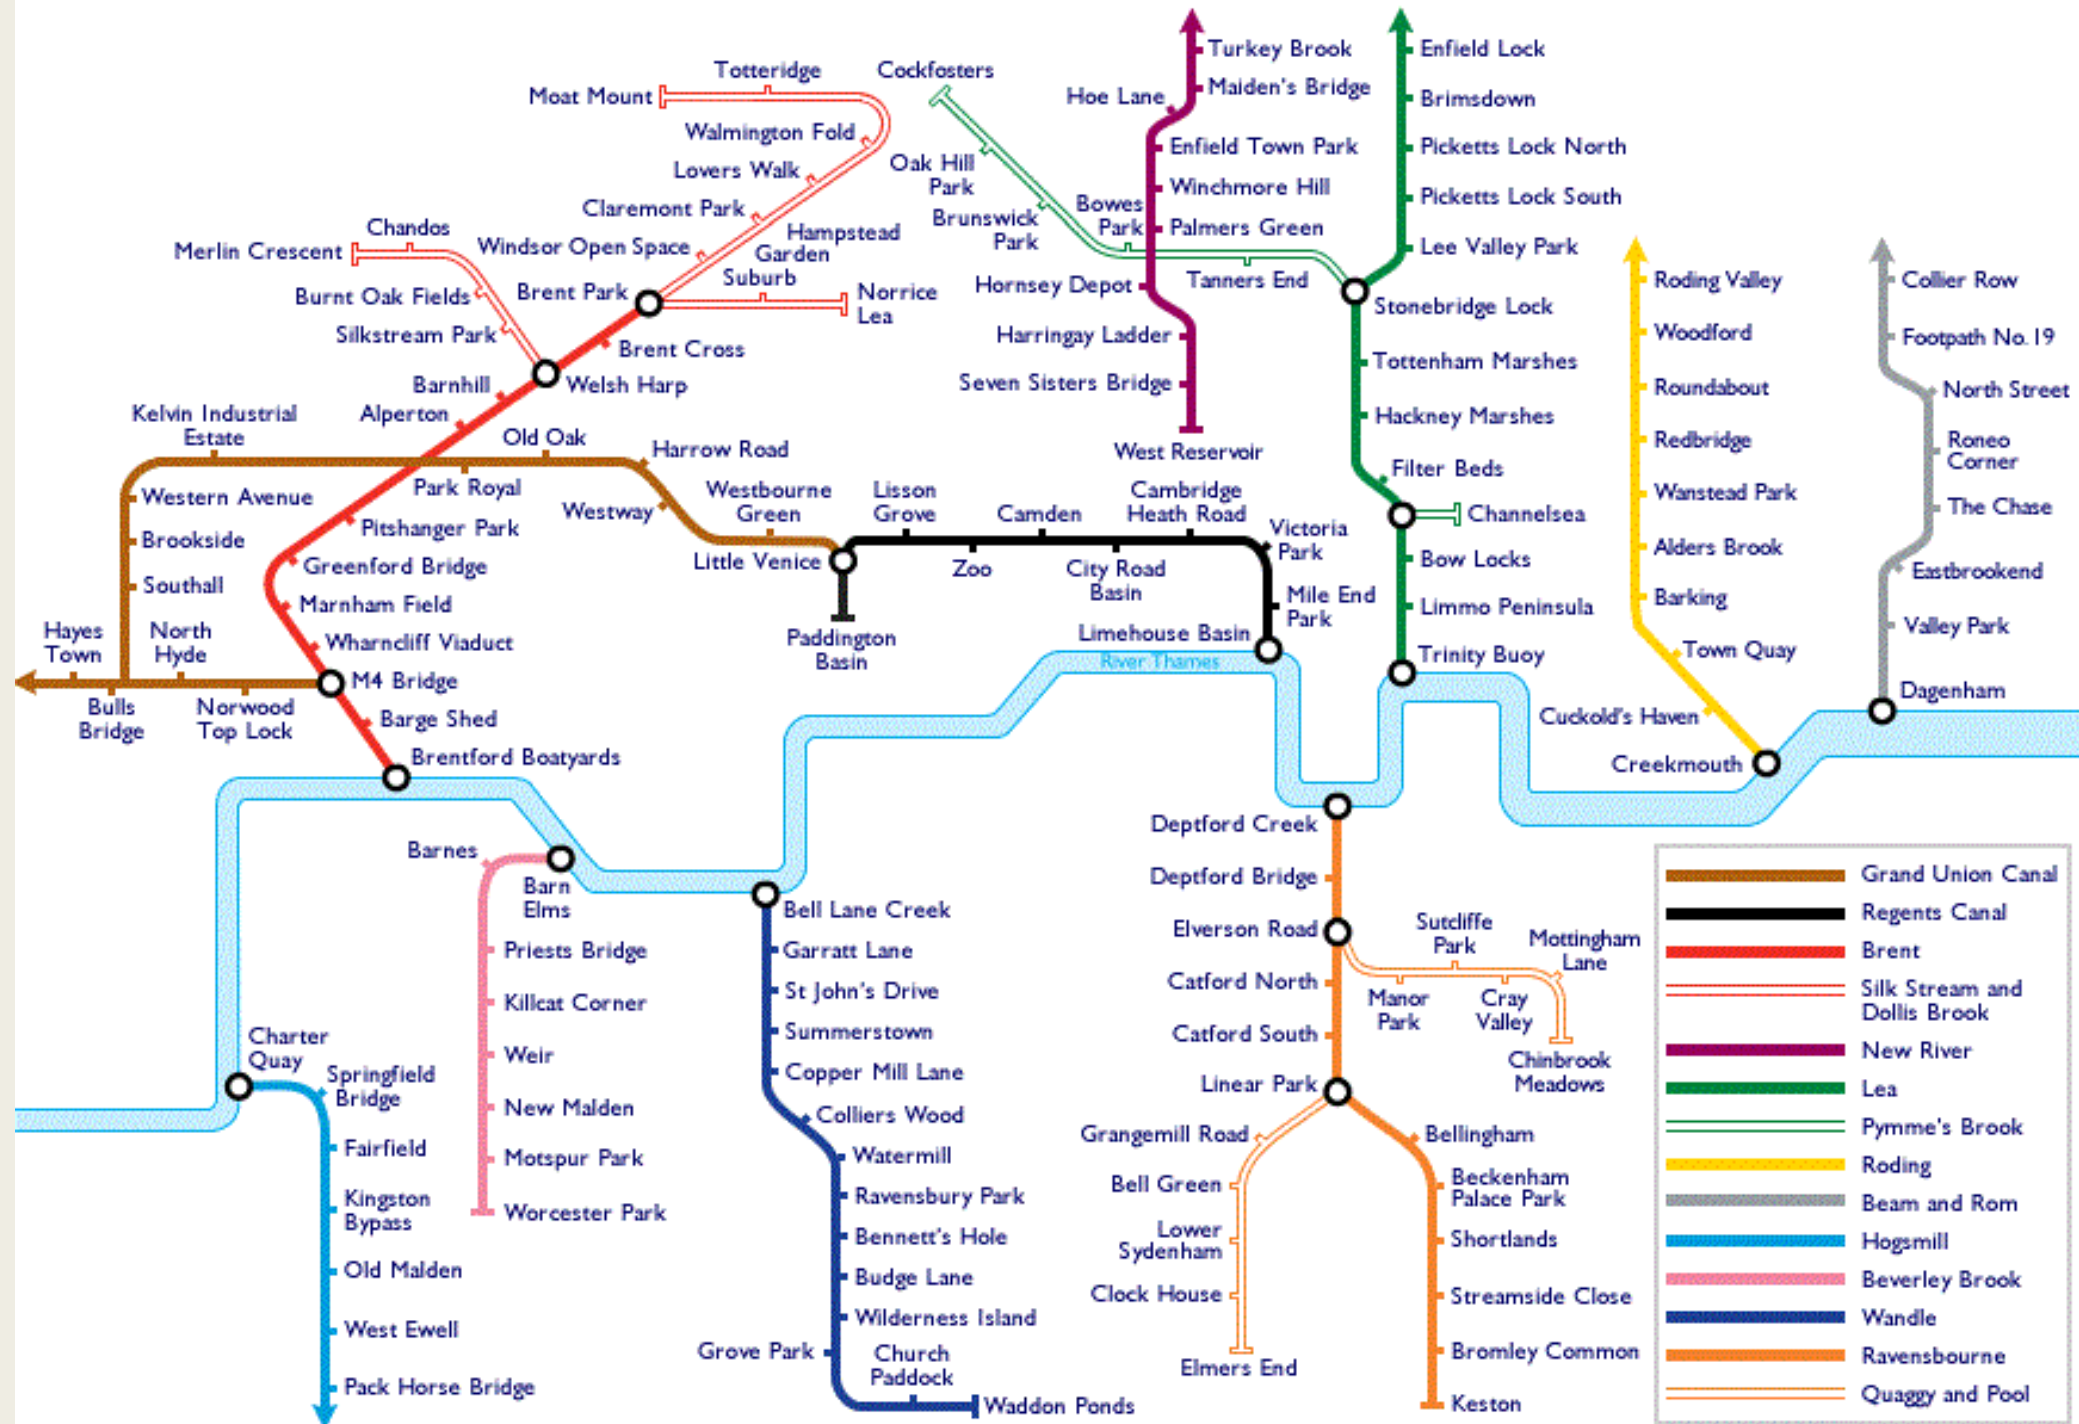 Moat Mount
Totteridge
Walmington Fold
Lovers Walk
Claremont Park
Windsor Open Space
Brent Park
Hampstead
Garden
Suburb
Norrice
Lea
Chandos
Merlin Crescent
Burnt Oak Fields
Silkstream Park
Brent Cross
Welsh Harp
Barnhill
Alperton
Pitshanger Park
Greenford Bridge
Marnham Field
Wharncliff Viaduct
M4 Bridge
Barge Shed
Brentford Boatyards
Kelvin Industrial
Estate
Old Oak
Harrow Road
Park Royal
Westway
Westbourne
Green
Little Venice
Western Avenue
Brookside
Southall
Hayes
Town
North
Hyde
Bulls
Bridge
Norwood
Top Lock
Paddington
Basin
Lisson
Grove
Zoo
Camden
City Road
Basin
Cambridge
Heath Road
Victoria
Park
Mile End
Park
Limehouse Basin
River Thames
Cockfosters
Oak Hill
Park
Brunswick
Park
Bowes
Park
Tanners End
Turkey Brook
Maiden's Bridge
Hoe Lane
Enfield Town Park
Winchmore Hill
Palmers Green
Hornsey Depot
Harringay Ladder
Seven Sisters Bridge
West Reservoir
Enfield Lock
Brimsdown
Picketts Lock North
Picketts Lock South
Lee Valley Park
Stonebridge Lock
Tottenham Marshes
Hackney Marshes
Filter Beds
Channelsea
Bow Locks
Limmo Peninsula
Trinity Buoy
Roding Valley
Woodford
Roundabout
Redbridge
Wanstead Park
Alders Brook
Barking
Town Quay
Cuckold's Haven
Creekmouth
Collier Row
Footpath No.19
North Street
Roneo
Corner
The Chase
Eastbrookend
Valley Park
Dagenham
Charter
Quay
Springfield
Bridge
Fairfield
Kingston
Bypass
Old Malden
West Ewell
Pack Horse Bridge
Barnes
Barn
Elms
Priests Bridge
Killcat Corner
Weir
New Malden
Motspur Park
Worcester Park
Bell Lane Creek
Garratt Lane
St John's Drive
Summerstown
Copper Mill Lane
Colliers Wood
Watermill
Ravensbury Park
Bennett's Hole
Budge Lane
Wilderness Island
Grove Park
Church
Paddock
Waddon Ponds
Deptford Creek
Deptford Bridge
Elverson Road
Catford North
Catford South
Linear Park
Sutcliffe
Park
Mottingham
Lane
Manor
Park
Cray
Valley
Chinbrook
Meadows
Grangemill Road
Bell Green
Lower
Sydenham
Clock House
Elmers End
Bellingham
Beckenham
Palace Park
Shortlands
Streamside Close
Bromley Common
Keston
Grand Union Canal
Regents Canal
Brent
Silk Stream and
Dollis Brook
New River
Lea
Pymme's Brook
Roding
Beam and Rom
Hogsmill
Beverley Brook
Wandle
Ravensbourne
Quaggy and Pool